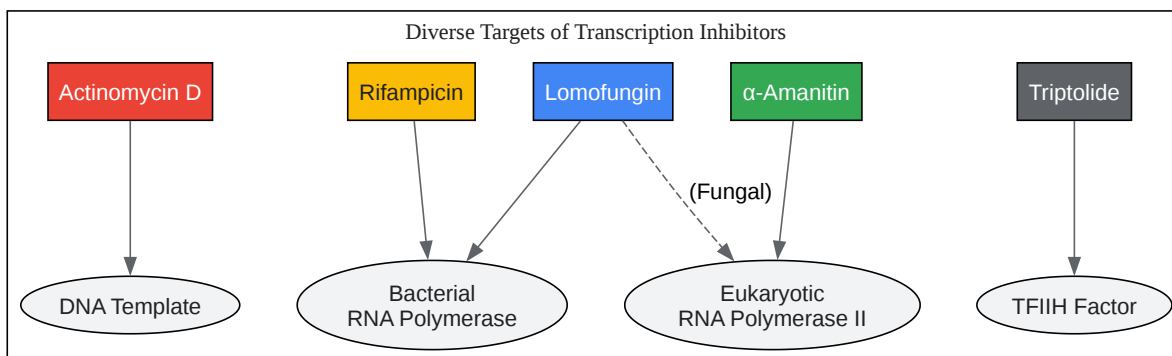 Diverse Targets of Transcription Inhibitors
Actinomycin D
Rifampicin
Lomofungin
α-Amanitin
Triptolide
(Fungal)
DNA Template
Bacterial
RNA Polymerase
Eukaryotic
RNA Polymerase II
TFIIH Factor